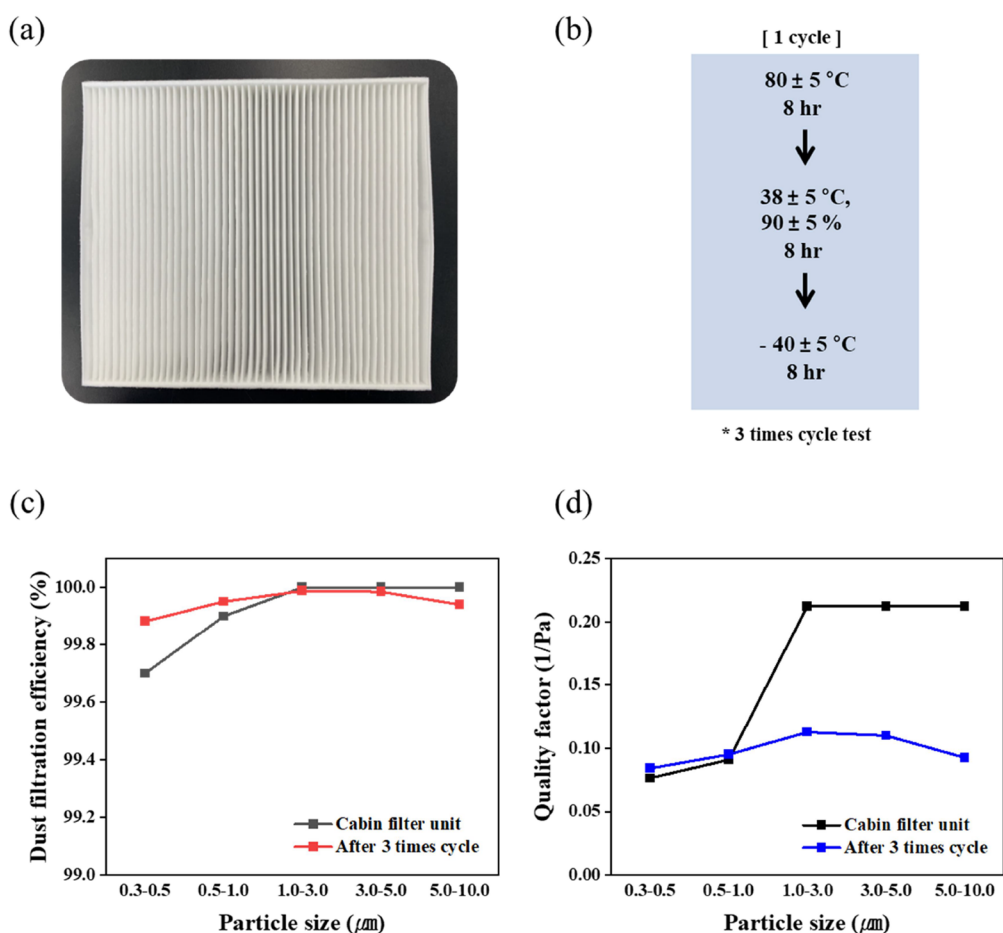 (a)
(b)
[ 1 cycle ]
80 ± 5 °C
8 hr
38 ± 5 °C,
90 ± 5 %
8 hr
- 40 ± 5 °C
8 hr
* 3 times cycle test
(c)
Dust filtration efficiency (%)
100.0
99.8
99.6
99.4
99.2
99.0
Cabin filter unit
After 3 times cycle
0.3-0.5
0.5-1.0
1.0-3.0
3.0-5.0
5.0-10.0
Particle size (㎛)
(d)
Quality factor (1/Pa)
0.25
0.20
0.15
0.10
0.05
0.00
Cabin filter unit
After 3 times cycle
0.3-0.5
0.5-1.0
1.0-3.0
3.0-5.0
5.0-10.0
Particle size (㎛)